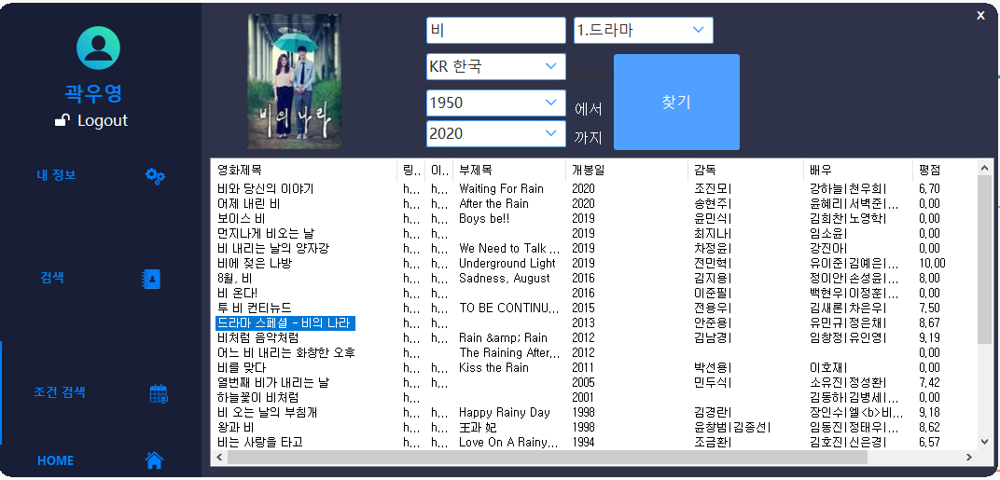 곽우영
Logout
내 정보
검색
조건 검색
HOME
x
비의 나라
비
1.드라마
KR 한국
1950
에서
2020
까지
찾기
영화제목 링.. 이.. 부제목 개봉일 감독 배우 평점
비와 당신의 이야기 h... h... Waiting For Rain 2020 조진모| 강하늘|천우희|... 6.70
어제 내린 비 h... h... After the Rain 2019 송현주| 윤혜리|서벽준|... 0.00
보이스 비 h... h... Boys be!! 2019 윤민식| 김희찬|노영학| 0.00
먼지나게 비오는 날 h... h... 2019 최지나| 임소윤| 0.00
비 내리는 날의 양자강 h... h... We Need to Talk ... 2019 차정윤| 강진아| 0.00
비에 젖은 나방 h... h... Underground Light 2019 전민혁| 유이준|김예은|... 10.00
8월, 비 h... h... Sadness, August 2016 김지용| 정이안|손성윤|... 8.00
비 온다! h... h... 2016 이준필| 백현우|이정훈|... 0.00
투 비 컨티뉴드 h... h... TO BE CONTINU... 2015 전용우| 김새론|차은우| 7.50
드라마 스페셜 - 비의 나라 h... h... 2013 안준용| 유민규|정은채| 8.67
비처럼 음악처럼 h... h... Rain &amp; Rain 2012 김남경| 임창정|유인영| 9.19
어느 비 내리는 화창한 오후 h... The Raining After... 2012 0.00
비를 맞다 h... h... Kiss the Rain 2011 박선용| 이호재| 0.00
열번째 비가 내리는 날 h... h... 2005 민두식| 소유진|정성환| 7.42
하늘꽃이 비처럼 h... 2001 김동하|김병세|... 0.00
비 오는 날의 부침개 h... h... Happy Rainy Day 1998 김경란| 장인수|엘<b>비... 9.18
왕과 비 h... h... 王과 妃 1998 윤창범|김종선| 임동진|정태우|... 8.62
비는 사랑을 타고 h... h... Love On A Rainy... 1994 조금환| 김호진|신은경| 6.57